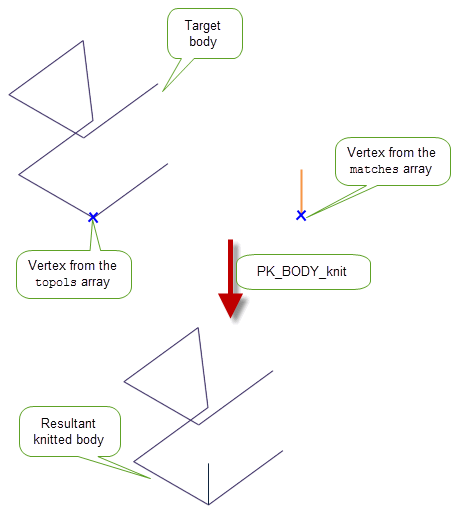 Target
body
Vertex from the
matches array
Vertex from the
topols array
PK_BODY_knit
Resultant
knitted body